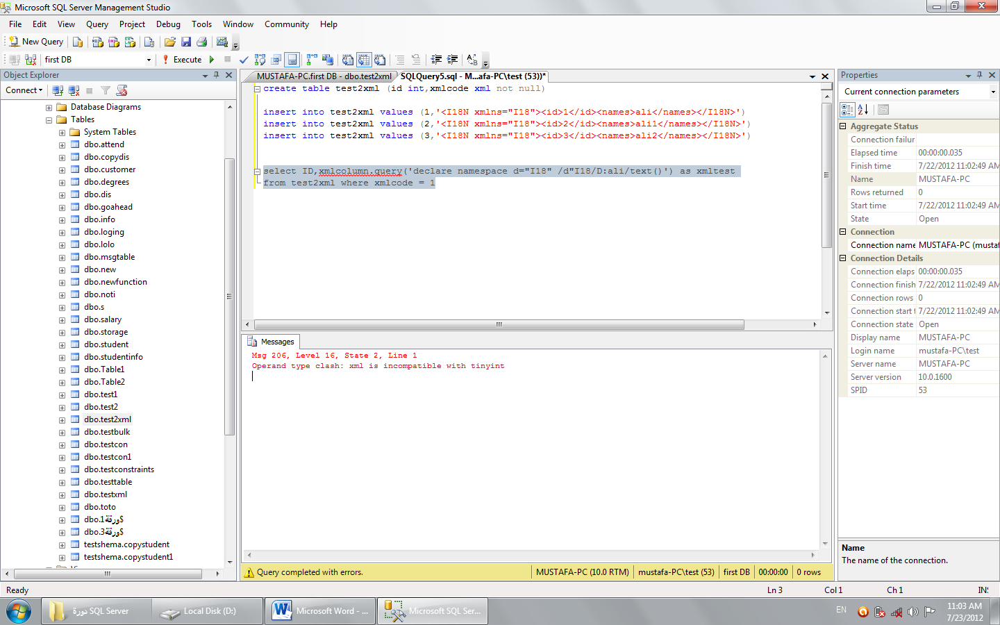 Microsoft SQL Server Management Studio
File Edit View Query Project Debug Tools Window Community Help
New Query
first DB Execute
Object Explorer
Connect
Database Diagrams
Tables
System Tables
dbo.attend
dbo.copydis
dbo.customer
dbo.degrees
dbo.dis
dbo.goahead
dbo.info
dbo.loging
dbo.lolo
dbo.msgtable
dbo.new
dbo.newfunction
dbo.noti
dbo.s
dbo.salary
dbo.storage
dbo.student
dbo.studentinfo
dbo.Table1
dbo.Table2
dbo.test1
dbo.test2
dbo.test2xml
dbo.testbulk
dbo.testcon
dbo.testcon1
dbo.testconstraints
dbo.testtable
dbo.testxml
dbo.toto
dbo.ورقة1$
dbo.ورقة3$
testshema.copystudent
testshema.copystudent1
MUSTAFA-PC.first DB - dbo.test2xml
SQLQuery5.sql - M...afa-PC\test (53))*
create table test2xml (id int,xmlcode xml not null)
insert into test2xml values (1,'<I18N xmlns="I18"><id>1</id><names>ali</names></I18N>')
insert into test2xml values (2,'<I18N xmlns="I18"><id>2</id><names>ali1</names></I18N>')
insert into test2xml values (3,'<I18N xmlns="I18"><id>3</id><names>ali2</names></I18N>')
select ID,xmlcolumn.query('declare namespace d="I18" /d"I18/D:ali/text()') as xmltest
from test2xml where xmlcode = 1
Messages
Msg 206, Level 16, State 2, Line 1
Operand type clash: xml is incompatible with tinyint
Query completed with errors. MUSTAFA-PC (10.0 RTM) mustafa-PC\test (53) first DB 00:00:00 0 rows
Properties
Current connection parameters
Aggregate Status
Connection failur
Elapsed time 00:00:00.035
Finish time 7/22/2012 11:02:49 AM
Name MUSTAFA-PC
Rows returned 0
Start time 7/22/2012 11:02:49 AM
State Open
Connection
Connection name MUSTAFA-PC (mustaf
Connection Details
Connection elaps 00:00:00.035
Connection finish 7/22/2012 11:02:49 AM
Connection rows 0
Connection start t 7/22/2012 11:02:49 AM
Connection state Open
Display name MUSTAFA-PC
Login name mustafa-PC\test
Server name MUSTAFA-PC
Server version 10.0.1600
SPID 53
Name
The name of the connection.
Ready Ln 3 Col 1 Ch 1 INS
دورة SQL Server
Local Disk (D:)
Microsoft Word - ...
Microsoft SQL Ser...
EN
11:03 AM
7/23/2012